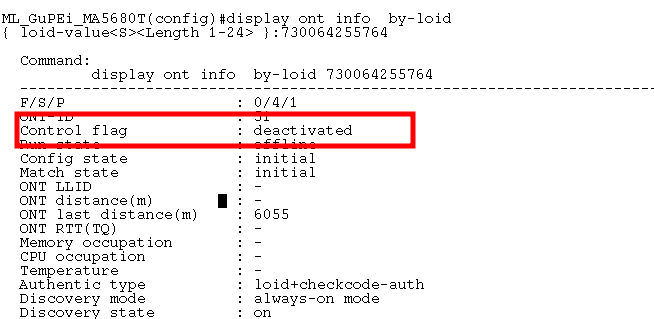 ML_GuPEi_MA5680T(config)#display ont info  by-loid
{ loid-value<S><Length 1-24> }:730064255764
Command:
display ont info  by-loid 730064255764
--------------------------------------------------------------------------
F/S/P : 0/4/1
ONT-ID : 31
Control flag : deactivated
Run state : offline
Config state : initial
Match state : initial
ONT LLID : -
ONT distance(m) : -
ONT last distance(m) : 6055
ONT RTT(TQ) : -
Memory occupation : -
CPU occupation : -
Temperature : -
Authentic type : loid+checkcode-auth
Discovery mode : always-on mode
Discovery state : on